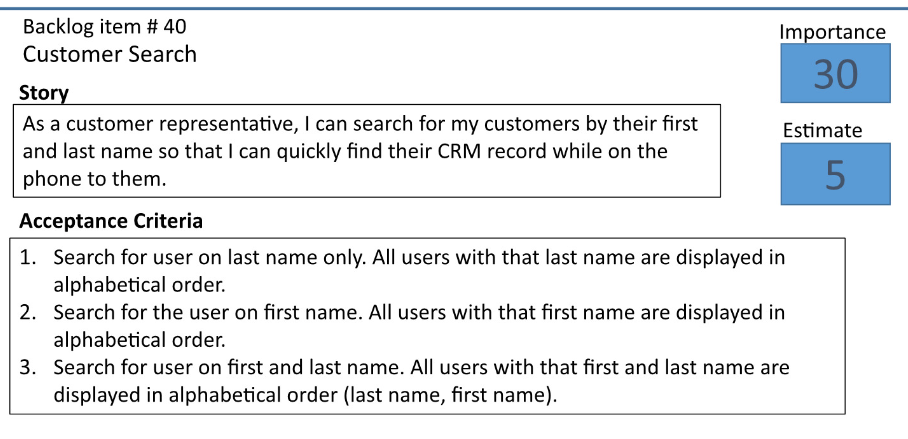 Backlog item # 40
Customer Search
Importance
30
Story
As a customer representative, I can search for my customers by their first
and last name so that I can quickly find their CRM record while on the
phone to them.
Estimate
5
Acceptance Criteria
1. Search for user on last name only. All users with that last name are displayed in
alphabetical order.
2. Search for the user on first name. All users with that first name are displayed in
alphabetical order.
3. Search for user on first and last name. All users with that first and last name are
displayed in alphabetical order (last name, first name).